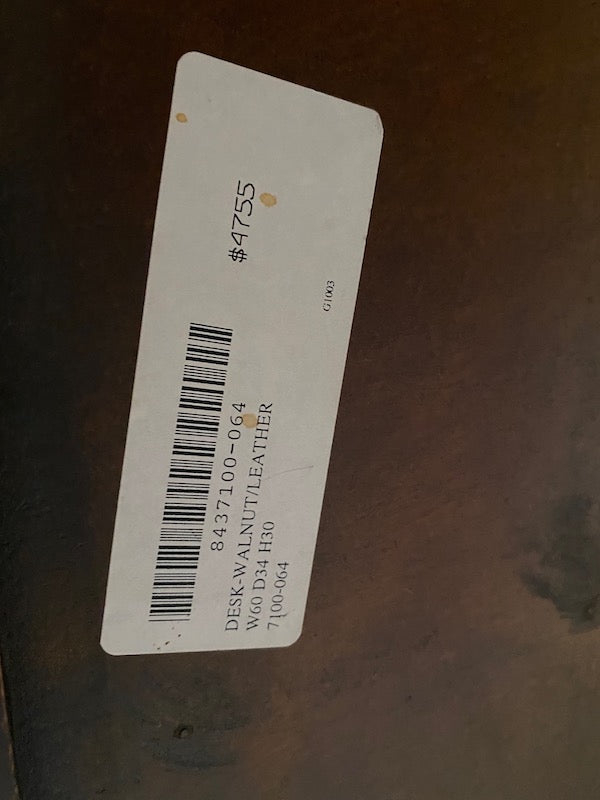 8437100-064
$4755
DESK-WALNUT/LEATHER
W60 D34 H30
7100-064
G1003